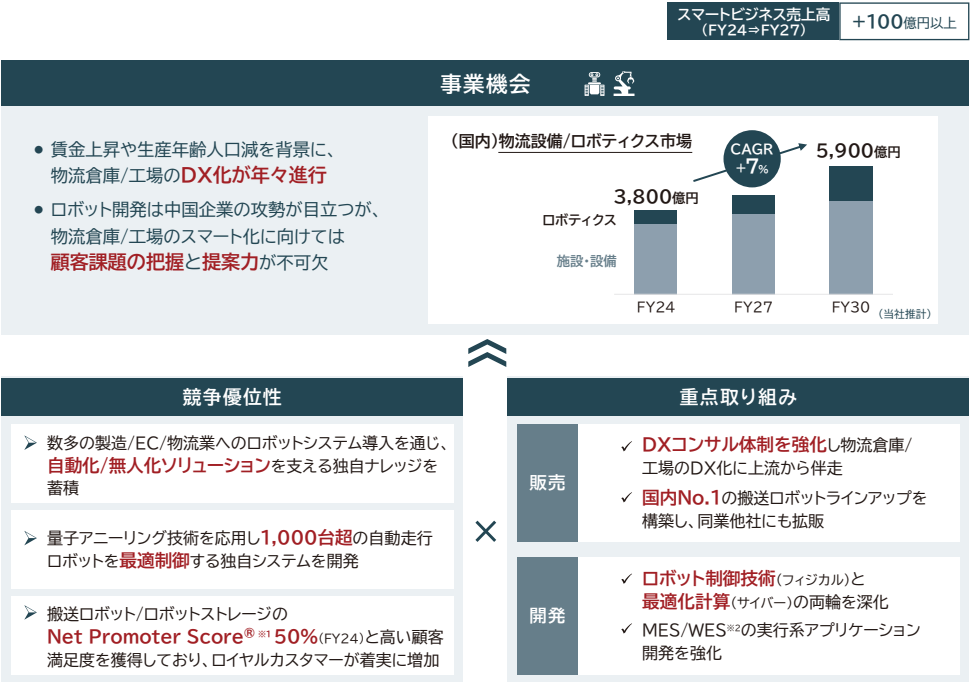 スマートビジネス売上高
(FY24⇒FY27)
+100億円以上
事業機会
● 賃金上昇や生産年齢人口減を背景に、
物流倉庫/工場のDX化が年々進行
● ロボット開発は中国企業の攻勢が目立つが、
物流倉庫/工場のスマート化に向けては
顧客課題の把握と提案力が不可欠
(国内)物流設備/ロボティクス市場
CAGR
+7%
5,900億円
3,800億円
ロボティクス
施設・設備
FY24
FY27
FY30
(当社推計)
競争優位性
➢ 数多の製造/EC/物流業へのロボットシステム導入を通じ、
自動化/無人化ソリューションを支える独自ナレッジを
蓄積
➢ 量子アニーリング技術を応用し1,000台超の自動走行
ロボットを最適制御する独自システムを開発
➢ 搬送ロボット/ロボットストレージの
Net Promoter Score® ※1 50%(FY24)と高い顧客
満足度を獲得しており、ロイヤルカスタマーが着実に増加
×
重点取り組み
販売
✓ DXコンサル体制を強化し物流倉庫/
工場のDX化に上流から伴走
✓ 国内No.1の搬送ロボットラインアップを
構築し、同業他社にも拡販
開発
✓ ロボット制御技術(フィジカル)と
最適化計算(サイバー)の両輪を深化
✓ MES/WES※2の実行系アプリケーション
開発を強化